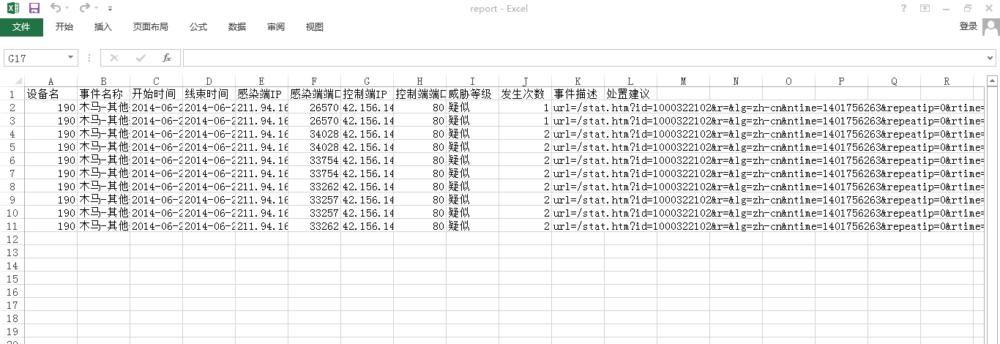 report - Excel
文件 开始 插入 页面布局 公式 数据 审阅 视图 登录
G17 fx
A B C D E F G H I J K L M N O P Q R
1 设备名 事件名称 开始时间 线束时间 感染端IP 感染端端口 控制端IP 控制端端口 威胁等级 发生次数 事件描述 处置建议
2 190 木马-其他 2014-06-2 2014-06-2 211.94.16 26570 42.156.14 80 疑似 1 url=/stat.htm?id=1000322102&r=&lg=zh-cn&ntime=1401756263&repeatip=0&rtime=
3 190 木马-其他 2014-06-2 2014-06-2 211.94.16 26570 42.156.14 80 疑似 1 url=/stat.htm?id=1000322102&r=&lg=zh-cn&ntime=1401756263&repeatip=0&rtime=
4 190 木马-其他 2014-06-2 2014-06-2 211.94.16 34028 42.156.14 80 疑似 2 url=/stat.htm?id=1000322102&r=&lg=zh-cn&ntime=1401756263&repeatip=0&rtime=
5 190 木马-其他 2014-06-2 2014-06-2 211.94.16 34028 42.156.14 80 疑似 2 url=/stat.htm?id=1000322102&r=&lg=zh-cn&ntime=1401756263&repeatip=0&rtime=
6 190 木马-其他 2014-06-2 2014-06-2 211.94.16 33754 42.156.14 80 疑似 2 url=/stat.htm?id=1000322102&r=&lg=zh-cn&ntime=1401756263&repeatip=0&rtime=
7 190 木马-其他 2014-06-2 2014-06-2 211.94.16 33754 42.156.14 80 疑似 2 url=/stat.htm?id=1000322102&r=&lg=zh-cn&ntime=1401756263&repeatip=0&rtime=
8 190 木马-其他 2014-06-2 2014-06-2 211.94.16 33262 42.156.14 80 疑似 2 url=/stat.htm?id=1000322102&r=&lg=zh-cn&ntime=1401756263&repeatip=0&rtime=
9 190 木马-其他 2014-06-2 2014-06-2 211.94.16 33257 42.156.14 80 疑似 2 url=/stat.htm?id=1000322102&r=&lg=zh-cn&ntime=1401756263&repeatip=0&rtime=
10 190 木马-其他 2014-06-2 2014-06-2 211.94.16 33257 42.156.14 80 疑似 2 url=/stat.htm?id=1000322102&r=&lg=zh-cn&ntime=1401756263&repeatip=0&rtime=
11 190 木马-其他 2014-06-2 2014-06-2 211.94.16 33262 42.156.14 80 疑似 2 url=/stat.htm?id=1000322102&r=&lg=zh-cn&ntime=1401756263&repeatip=0&rtime=
12
13
14
15
16
17
18
19